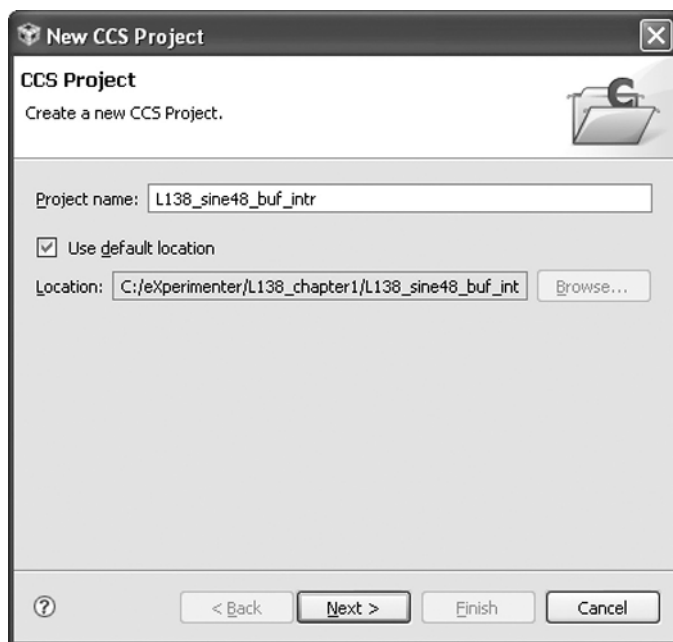 New CCS Project
CCS Project
Create a new CCS Project.
Project name: L138_sine48_buf_intr
Use default location
Location: C:/eXperimenter/L138_chapter1/L138_sine48_buf_int Browse...
< Back Next > Finish Cancel